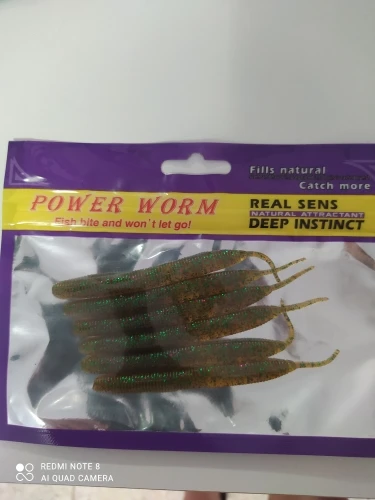 Fills natural
Catch more
POWER WORM
Fish bite and won't let go!
REAL SENS
NATURAL ATTRACTANT
DEEP INSTINCT
REDMI NOTE 8
AI QUAD CAMERA